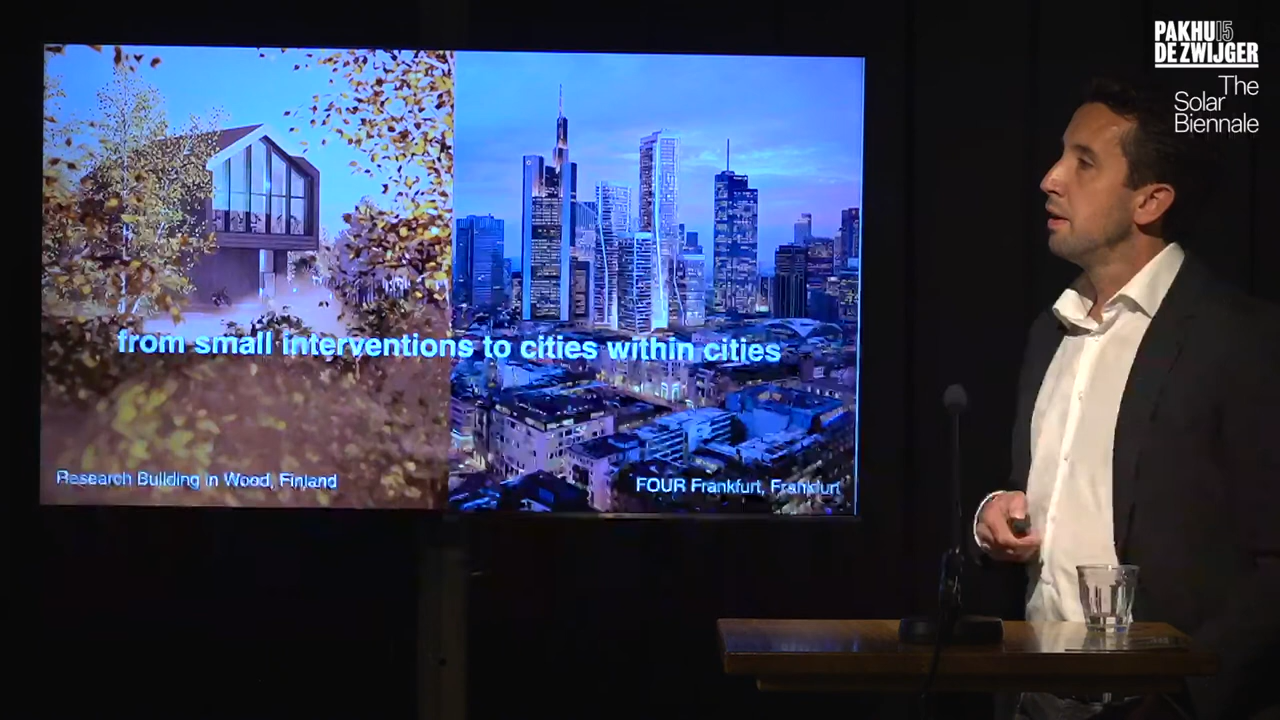 from small interventions to cities within cities
Research Building in Wood, Finland
FOUR Frankfurt, Frankfurt
PAKHUIS
DE ZWIJGER
The
Solar
Biennale